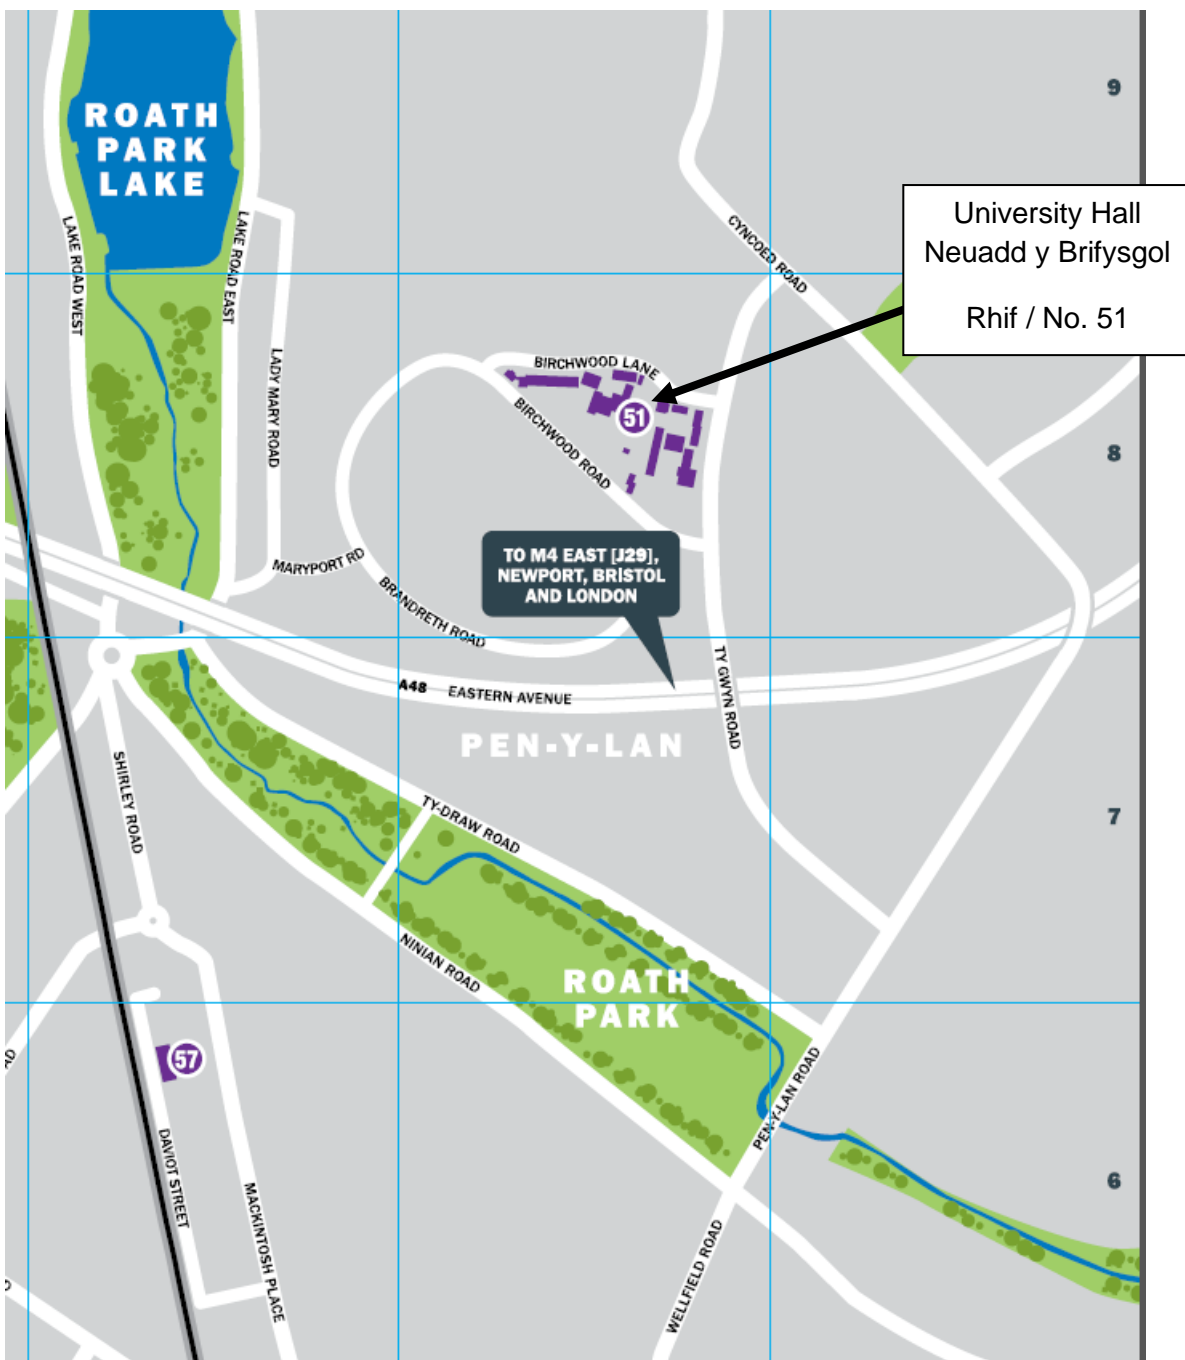 9
ROATH
PARK
LAKE
University Hall
Neuadd y Brifysgol
Rhif / No. 51
LAKE ROAD WEST
LAKE ROAD EAST
CYNCOED ROAD
LADY MARY ROAD
BIRCHWOOD LANE
51
BIRCHWOOD ROAD
8
TO M4 EAST [J29],
NEWPORT, BRISTOL
AND LONDON
MARYPORT RD
BRANDRETH ROAD
A48 EASTERN AVENUE
TY GWYN ROAD
PEN-Y-LAN
SHIRLEY ROAD
TY-DRAW ROAD
7
NINIAN ROAD
ROATH
PARK
57
PEN-Y-LAN ROAD
DAVIOT STREET
MACKINTOSH PLACE
6
WELLFIELD ROAD